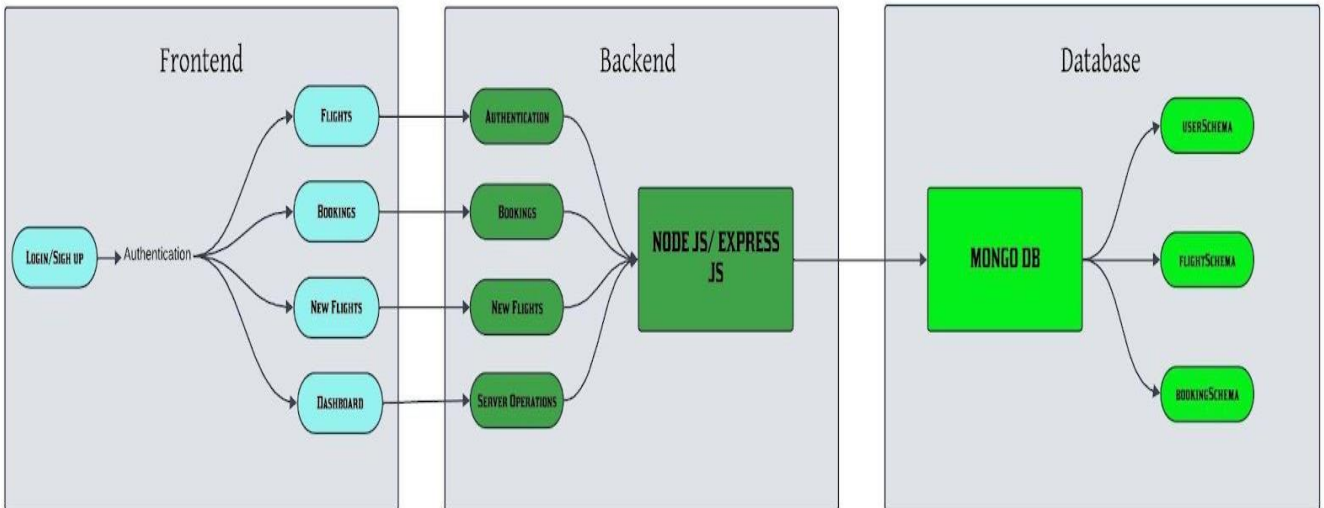 Frontend
Backend
Database
FLIGHTS
AUTHENTICATION
USERSCHEMA
BOOKINGS
BOOKINGS
LOGIN/SIGH UP
Authentication
NODE JS/ EXPRESS
JS
MONGO DB
FLIGHTSCHEMA
NEW FLIGHTS
NEW FLIGHTS
DASHBOARD
SERVER OPERATIONS
BOOKINGSCHEMA